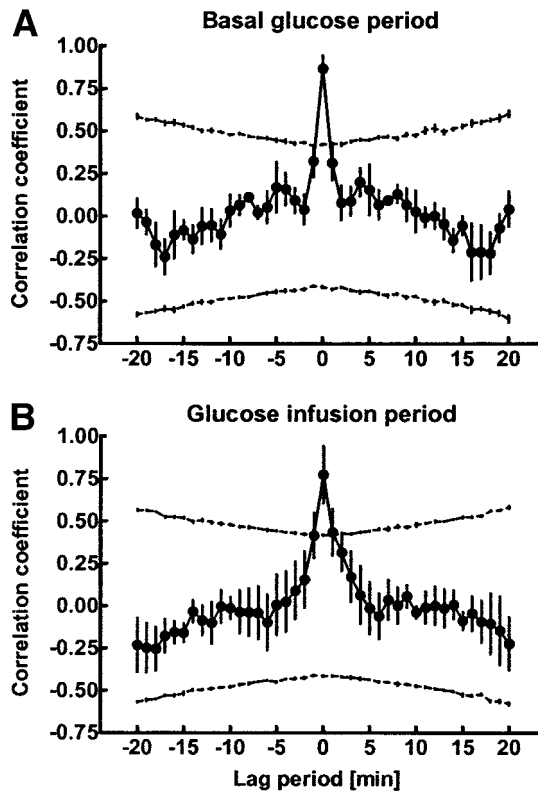 A Basal glucose period
1.00
0.75
0.50
0.25
0.00
-0.25
-0.50
-0.75
Correlation coefficient
-20 -15 -10 -5 0 5 10 15 20
B Glucose infusion period
1.00
0.75
0.50
0.25
0.00
-0.25
-0.50
-0.75
Correlation coefficient
-20 -15 -10 -5 0 5 10 15 20
Lag period [min]